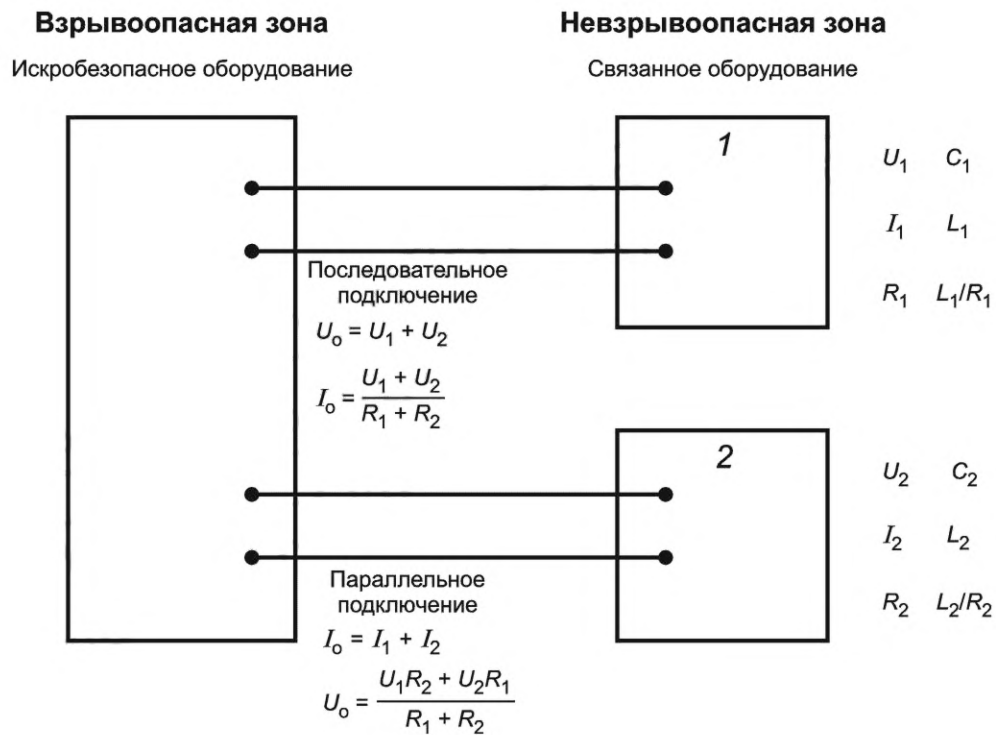 Взрывоопасная зона
Невзрывоопасная зона
Искробезопасное оборудование
Связанное оборудование
1
U₁ C₁
I₁ L₁
R₁ L₁/R₁
Последовательное
подключение
Uₒ = U₁ + U₂
Iₒ = (U₁ + U₂)/(R₁ + R₂)
2
U₂ C₂
I₂ L₂
R₂ L₂/R₂
Параллельное
подключение
Iₒ = I₁ + I₂
Uₒ = (U₁R₂ + U₂R₁)/(R₁ + R₂)